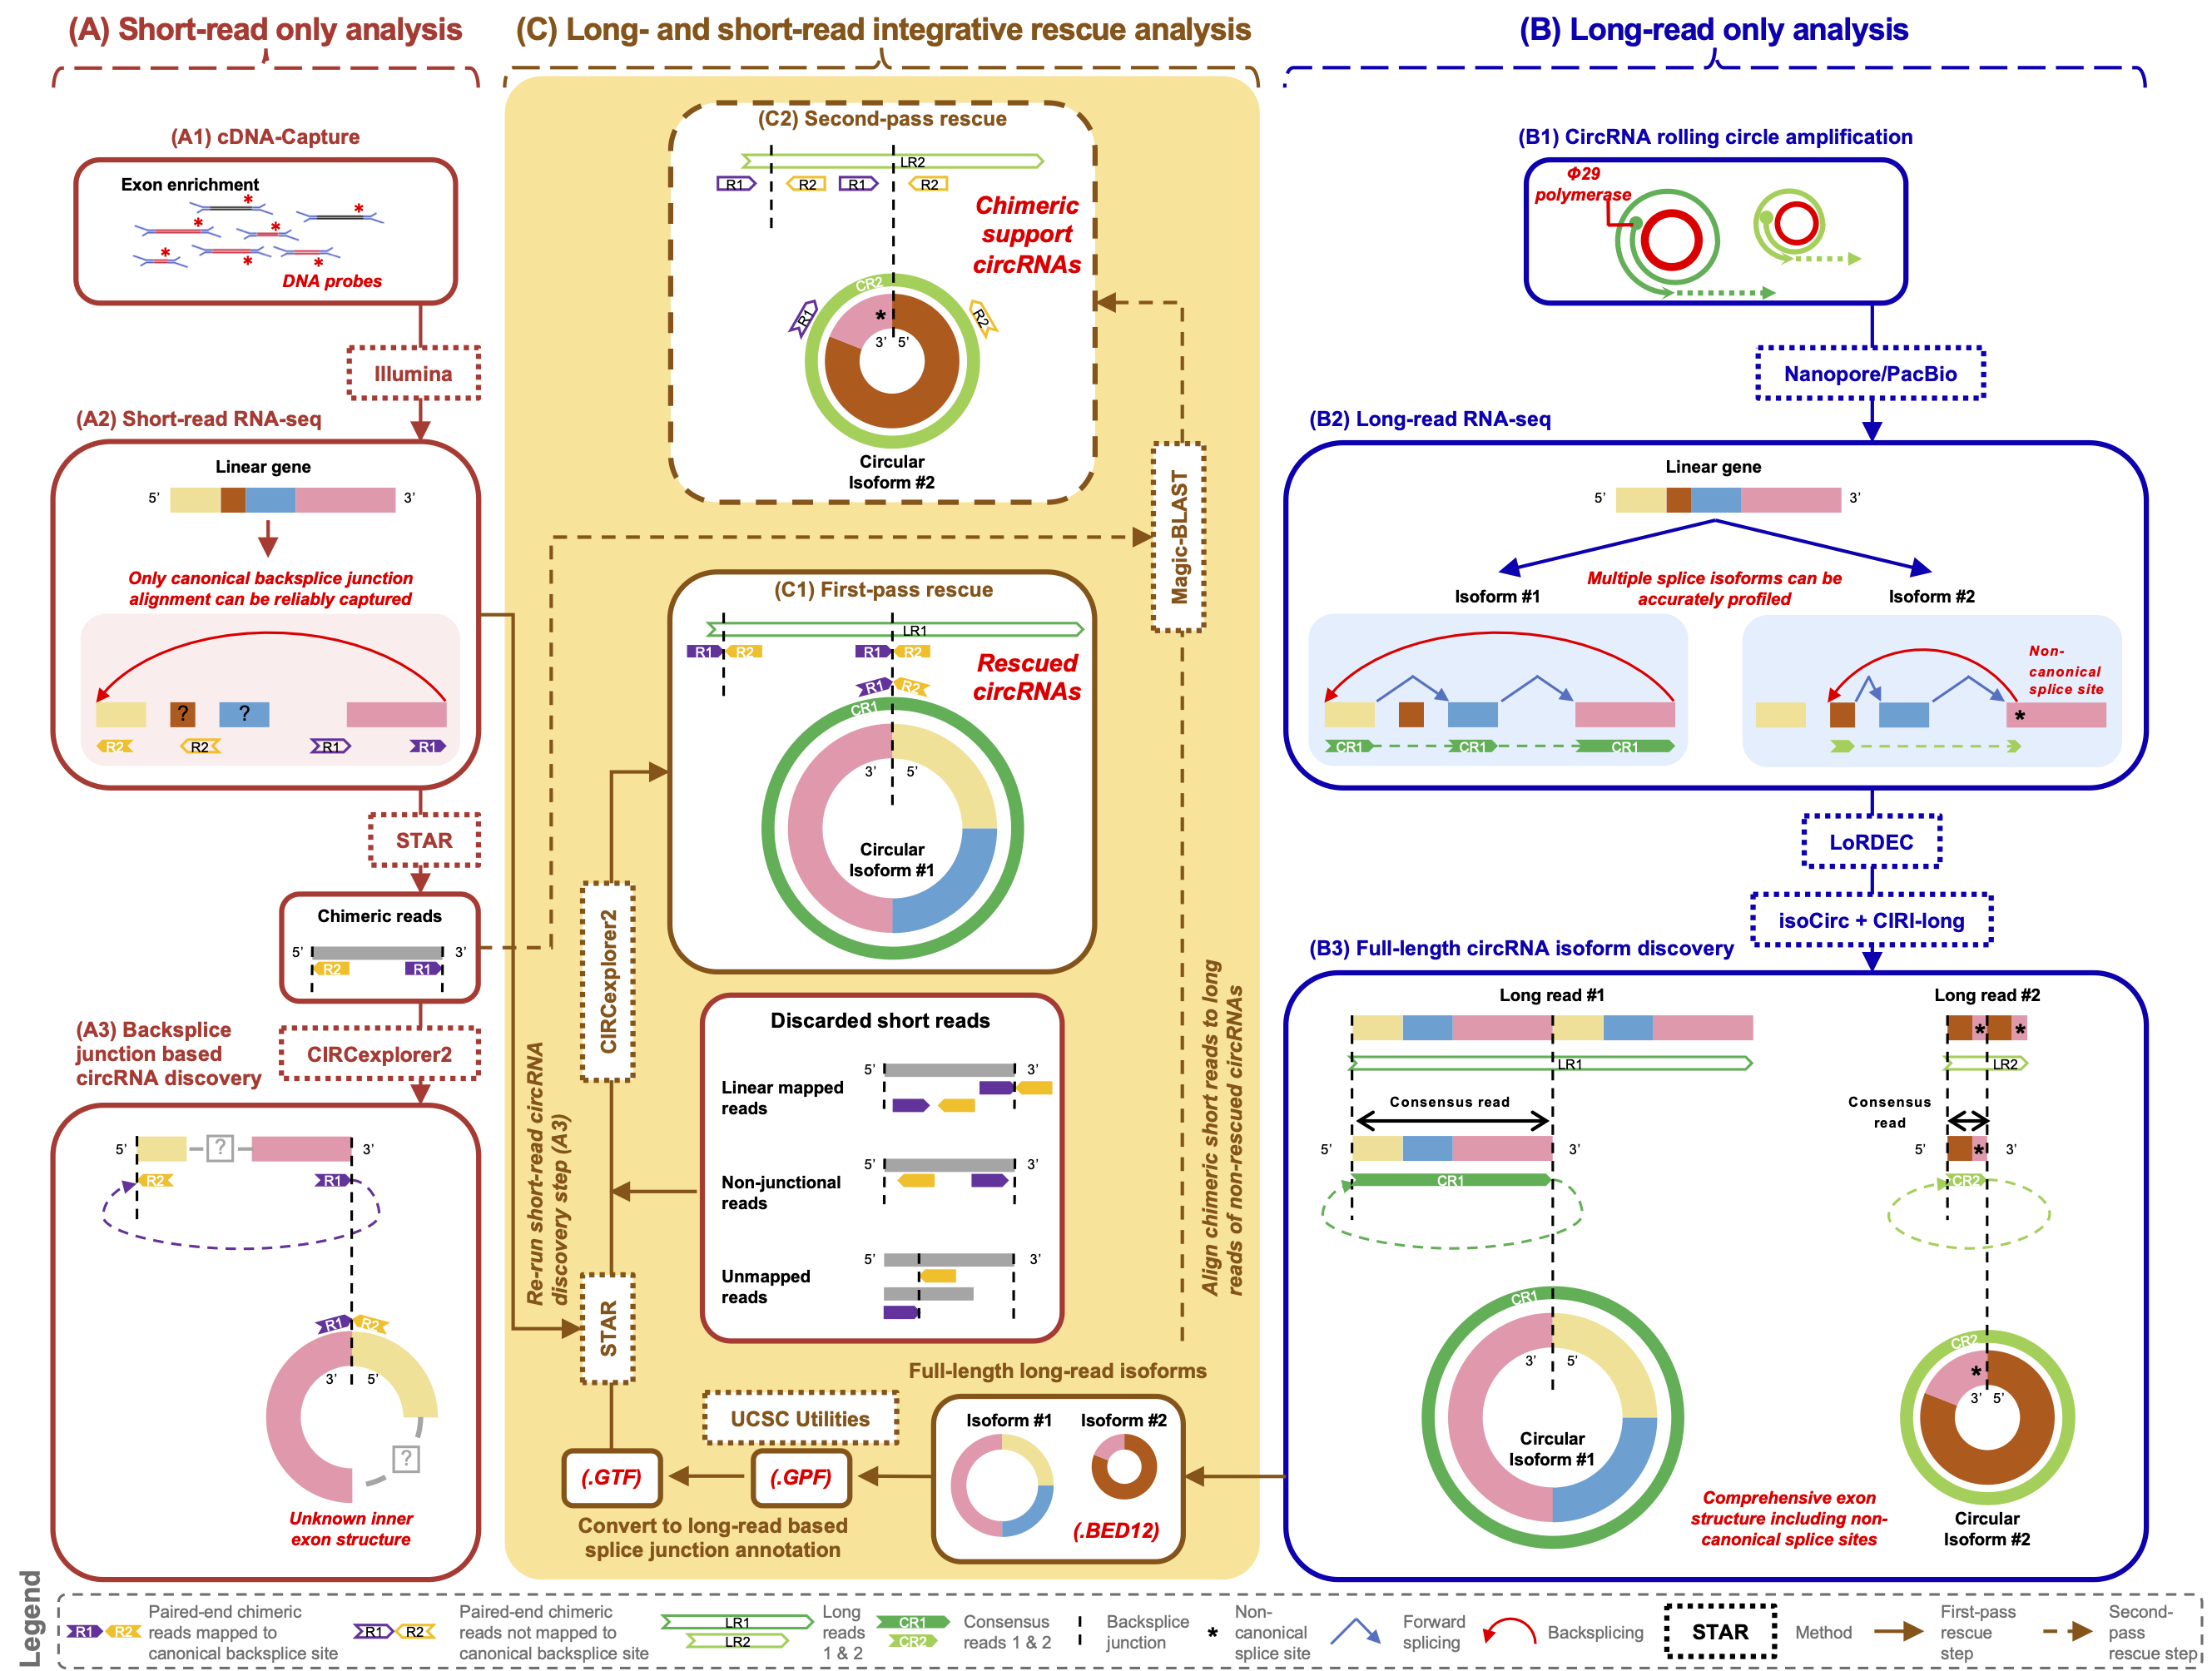 (A) Short-read only analysis
(C) Long- and short-read integrative rescue analysis
(B) Long-read only analysis
(A1) cDNA-Capture
Exon enrichment
*
*
*
*
*
*
*
DNA probes
Illumina
(A2) Short-read RNA-seq
Linear gene
5’
3’
Only canonical backsplice junction
alignment can be reliably captured
?
?
R2
R2
R1
R1
STAR
Chimeric reads
5’
3’
R2
R1
(A3) Backsplice
junction based
circRNA discovery
CIRCexplorer2
5’
?
3’
R2
R1
R1
R2
3’
5’
?
Unknown inner
exon structure
(C2) Second-pass rescue
LR2
R1
R2
R1
R2
Chimeric
support
circRNAs
CR2
R1
R2
*
3’
5’
Circular
Isoform #2
Magic-BLAST
(C1) First-pass rescue
LR1
R1
R2
R1
R2
Rescued
circRNAs
R1
R2
CR1
3’
5’
Circular
Isoform #1
CIRCexplorer2
Re-run short-read circRNA
discovery step (A3)
STAR
Discarded short reads
Linear mapped
reads
5’
3’
Non-junctional
reads
5’
3’
Unmapped
reads
5’
3’
Align chimeric short reads to long
reads of non-rescued circRNAs
Full-length long-read isoforms
UCSC Utilities
Isoform #1
Isoform #2
(.GTF)
(.GPF)
(.BED12)
Convert to long-read based
splice junction annotation
(B1) CircRNA rolling circle amplification
Φ29
polymerase
Nanopore/PacBio
(B2) Long-read RNA-seq
Linear gene
5’
3’
Multiple splice isoforms can be
accurately profiled
Isoform #1
Isoform #2
Non-
canonical
splice site
*
CR1
CR1
CR1
LoRDEC
isoCirc + CIRI-long
(B3) Full-length circRNA isoform discovery
Long read #1
Long read #2
*
*
LR1
LR2
Consensus read
Consensus
read
5’
3’
5’
*
3’
CR1
CR2
CR1
3’
5’
Circular
Isoform #1
CR2
*
3’
5’
Circular
Isoform #2
Comprehensive exon
structure including non-
canonical splice sites
Legend
R1
R2
Paired-end chimeric
reads mapped to
canonical backsplice site
R1
R2
Paired-end chimeric
reads not mapped to
canonical backsplice site
LR1
LR2
Long
reads
1 & 2
CR1
CR2
Consensus
reads 1 & 2
Backsplice
junction
*
Non-
canonical
splice site
Forward
splicing
Backsplicing
STAR
Method
First-pass
rescue
step
Second-
pass
rescue step